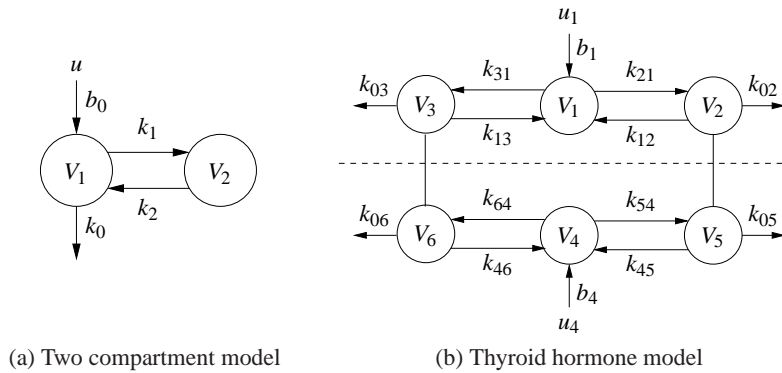 u
b₀
k₁
V₁
V₂
k₂
k₀
(a) Two compartment model
u₁
b₁
k₀₃
k₃₁
k₂₁
k₀₂
V₃
V₁
V₂
k₁₃
k₁₂
k₀₆
k₆₄
k₅₄
k₀₅
V₆
V₄
V₅
k₄₆
k₄₅
b₄
u₄
(b) Thyroid hormone model